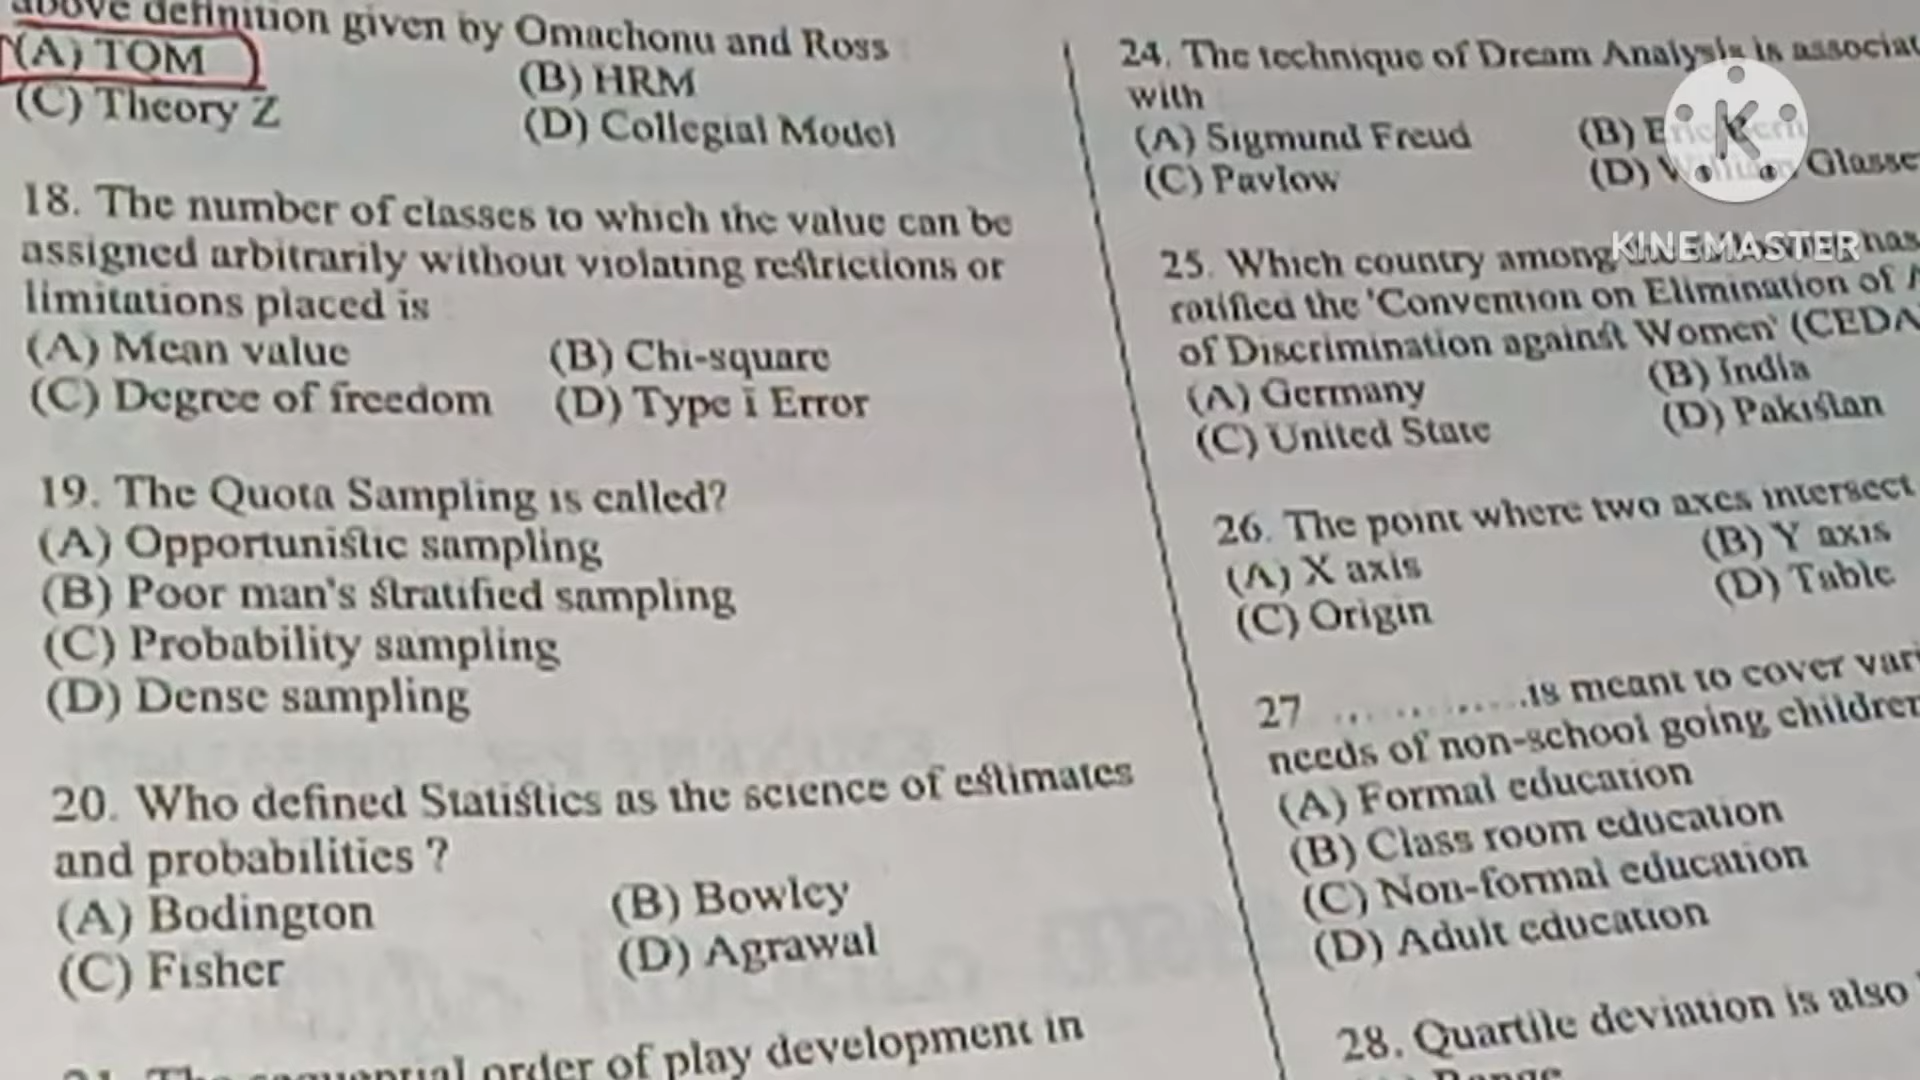 above definition given by Omachonu and Ross
(A) TQM
(B) HRM
(C) Theory Z
(D) Collegial Model
18. The number of classes to which the value can be
assigned arbitrarily without violating restrictions or
limitations placed is
(A) Mean value
(B) Chi-square
(C) Degree of freedom
(D) Type i Error
19. The Quota Sampling is called?
(A) Opportunistic sampling
(B) Poor man's stratified sampling
(C) Probability sampling
(D) Dense sampling
20. Who defined Statistics as the science of estimates
and probabilities ?
(A) Bodington
(B) Bowley
(C) Fisher
(D) Agrawal
order of play development in
24. The technique of Dream Analysis is associat
with
(A) Sigmund Freud
(B)
(C) Pavlow
(D) William Glasse
K
KINEMASTER
25. Which country among has
ratified the 'Convention on Elimination of A
of Discrimination against Women' (CEDA
(A) Germany
(B) India
(C) United State
(D) Pakistan
26. The point where two axes intersect
(A) X axis
(B) Y axis
(C) Origin
(D) Table
27 ..............is meant to cover vari
needs of non-school going children
(A) Formal education
(B) Class room education
(C) Non-formal education
(D) Adult education
28. Quartile deviation is also
Range